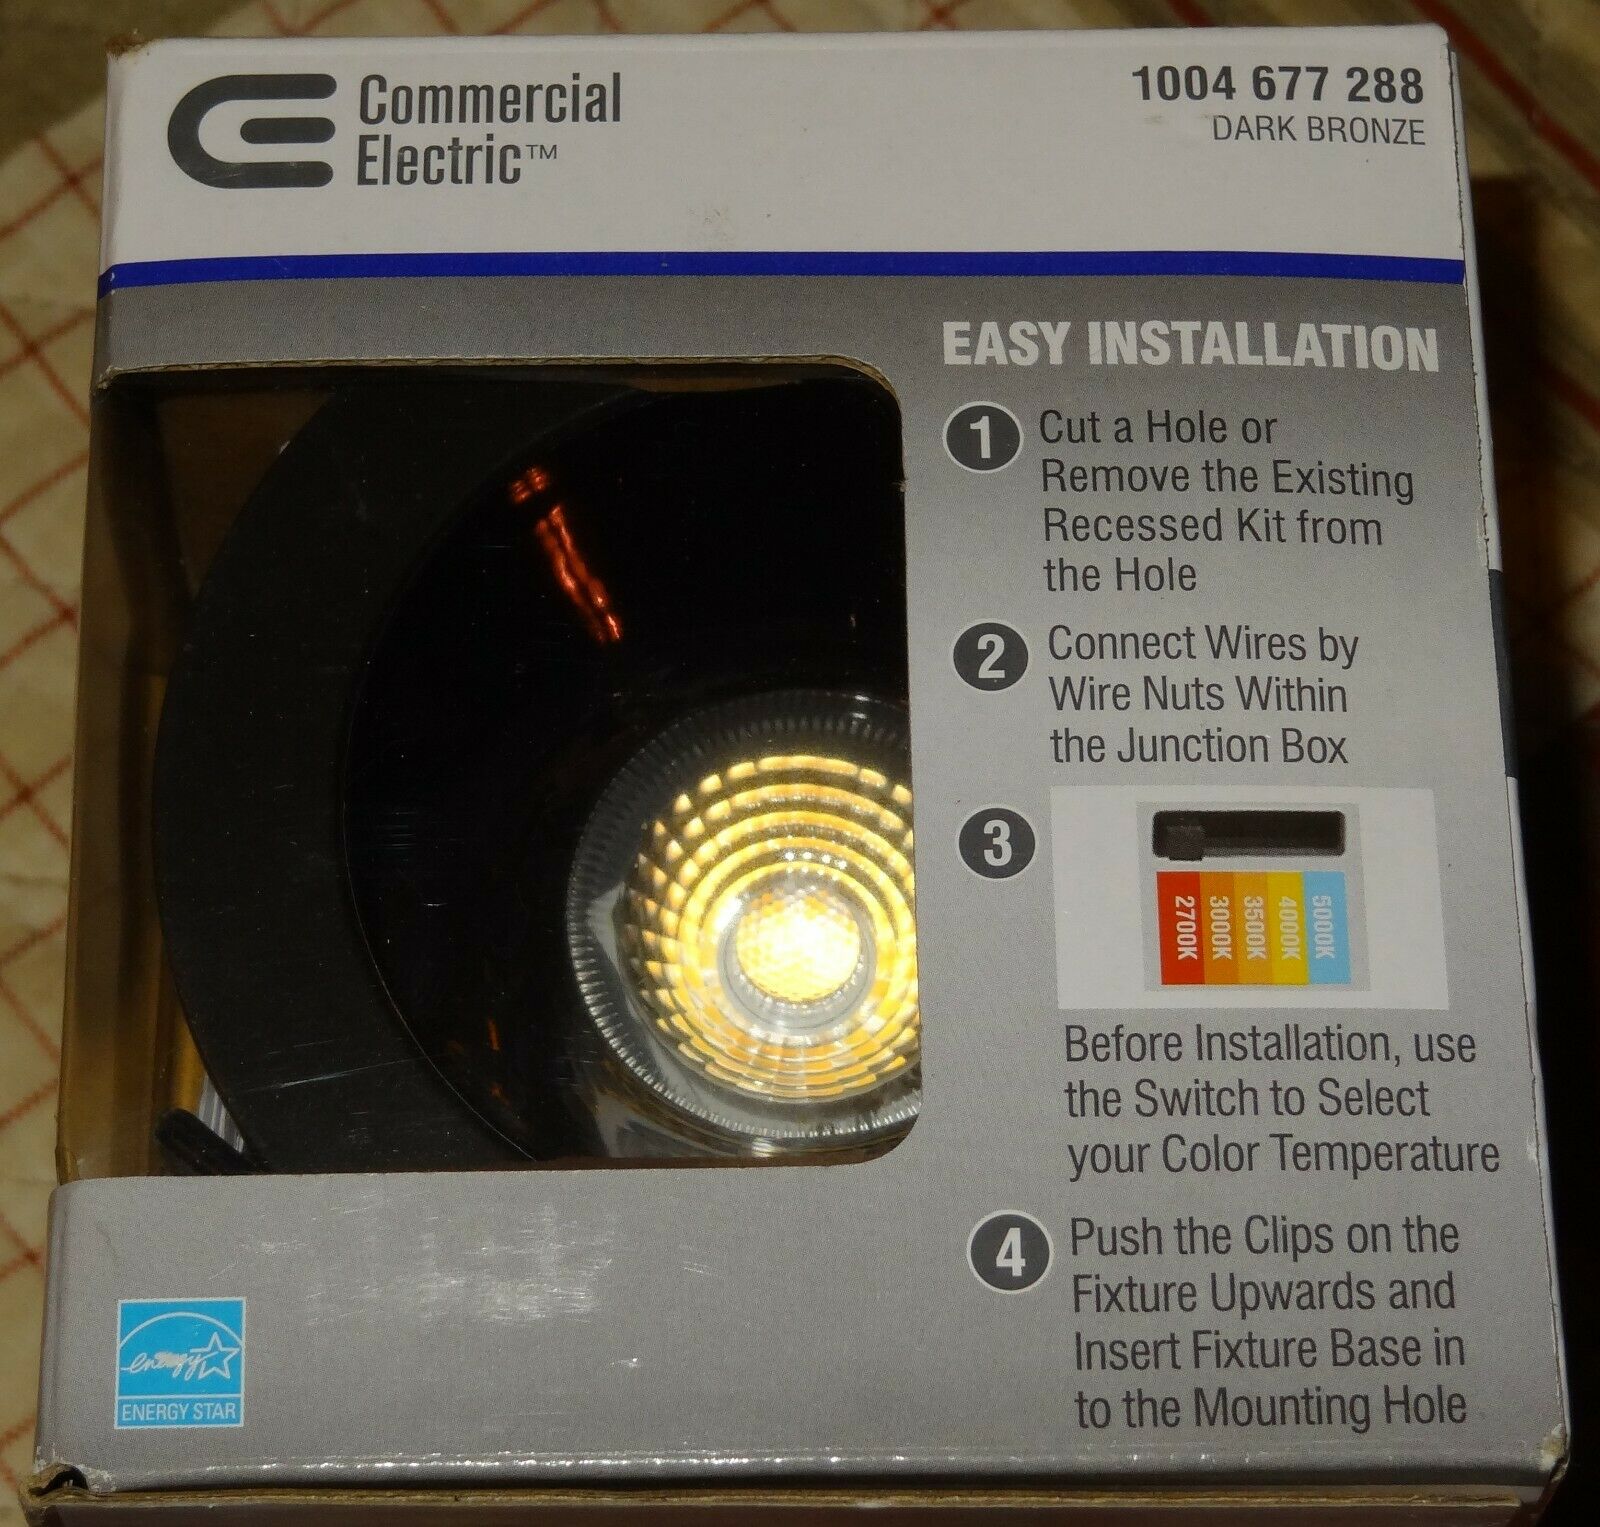 Commercial
Electric™
1004 677 288
DARK BRONZE
EASY INSTALLATION
1 Cut a Hole or
Remove the Existing
Recessed Kit from
the Hole
2 Connect Wires by
Wire Nuts Within
the Junction Box
3
2700K
3000K
3500K
4000K
5000K
Before Installation, use
the Switch to Select
your Color Temperature
4 Push the Clips on the
Fixture Upwards and
Insert Fixture Base in
to the Mounting Hole
energy
ENERGY STAR